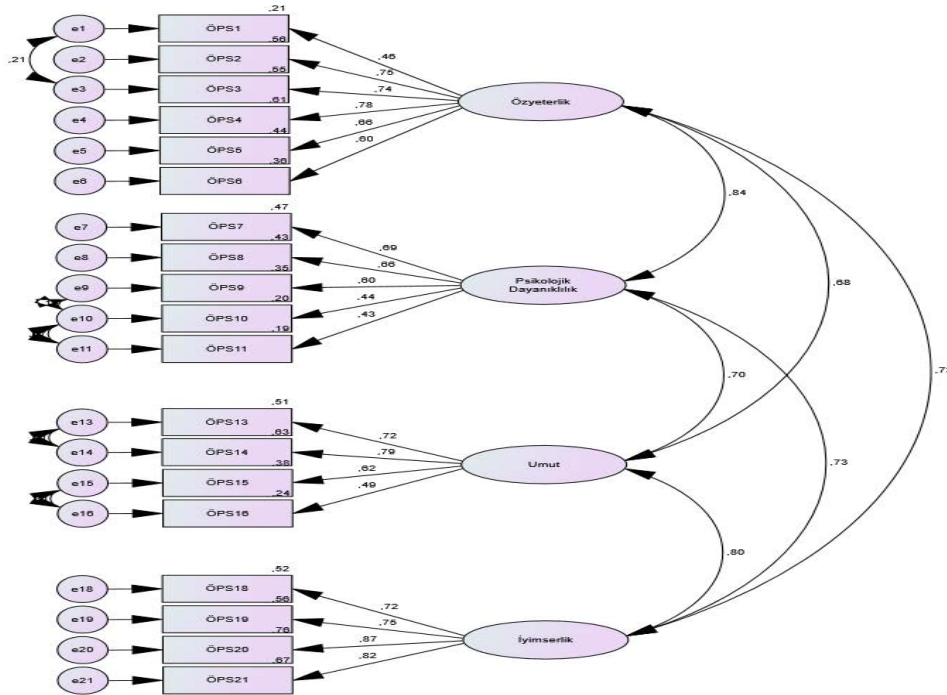 .21
e1 ÖPS1
.56
.46
e2 ÖPS2
.55
.75
.21
e3 ÖPS3
.61
.74
Özyeterlik
e4 ÖPS4
.44
.78
e5 ÖPS5
.36
.66
e6 ÖPS6
.60
.84
.47
e7 ÖPS7
.43
.69
e8 ÖPS8
.35
.66
e9 ÖPS9
.20
.60
Psikolojik
Dayanıklılık
.68
e10 ÖPS10
.19
.44
e11 ÖPS11
.43
.70
.51
e13 ÖPS13
.63
.72
e14 ÖPS14
.38
.79
Umut
.73
e15 ÖPS15
.24
.62
e16 ÖPS16
.49
.80
.52
e18 ÖPS18
.56
.72
e19 ÖPS19
.76
.75
İyimserlik
e20 ÖPS20
.67
.87
e21 ÖPS21
.82